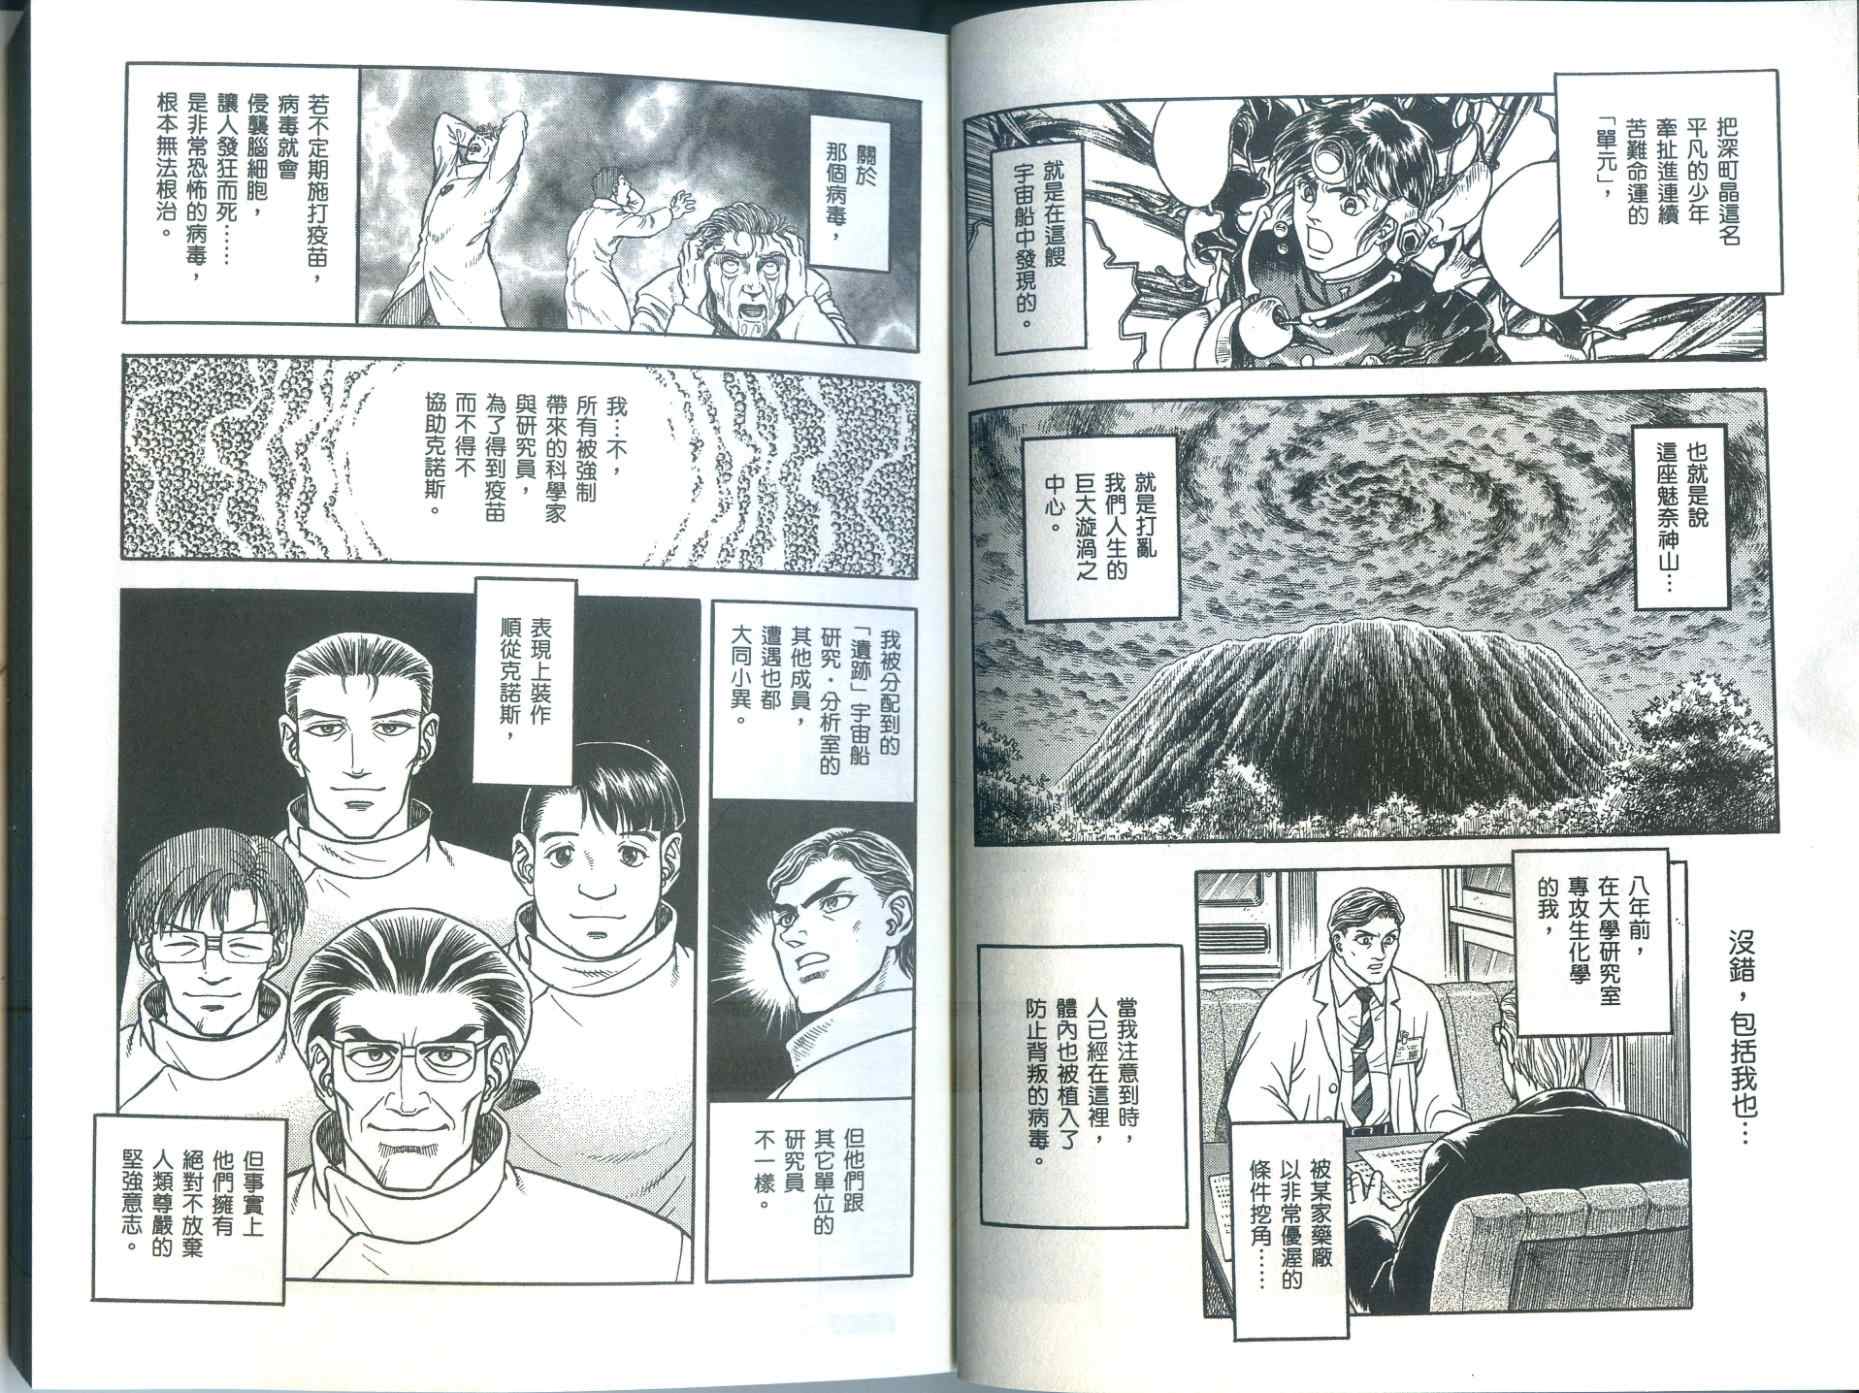 把深町晶這名
平凡的少年
牽扯進連續
苦難命運的
「單元」，
就是在這艘
宇宙船中發現的。
也就是說
這座魅奈神山…
就是打亂
我們人生的
巨大漩渦之
中心。
沒錯，包括我也…
八年前，
在大學研究室
專攻生化學
的我，
被某家藥廠
以非常優渥的
條件挖角……
當我注意到時，
人已經在這裡，
體內也被植入了
防止背叛的病毒。
關於
那個病毒，
若不定期施打疫苗，
病毒就會
侵襲腦細胞，
讓人發狂而死……
是非常恐怖的病毒，
根本無法根治。
我…不，
所有被強制
帶來的科學家
與研究員，
為了得到疫苗
而不得不
協助克諾斯。
我被分配到的
「遺跡」宇宙船
研究・分析室的
其他成員，
遭遇也都
大同小異。
但他們跟
其它單位的
研究員
不一樣。
表現上裝作
順從克諾斯，
但事實上
他們擁有
絕對不放棄
人類尊嚴的
堅強意志。